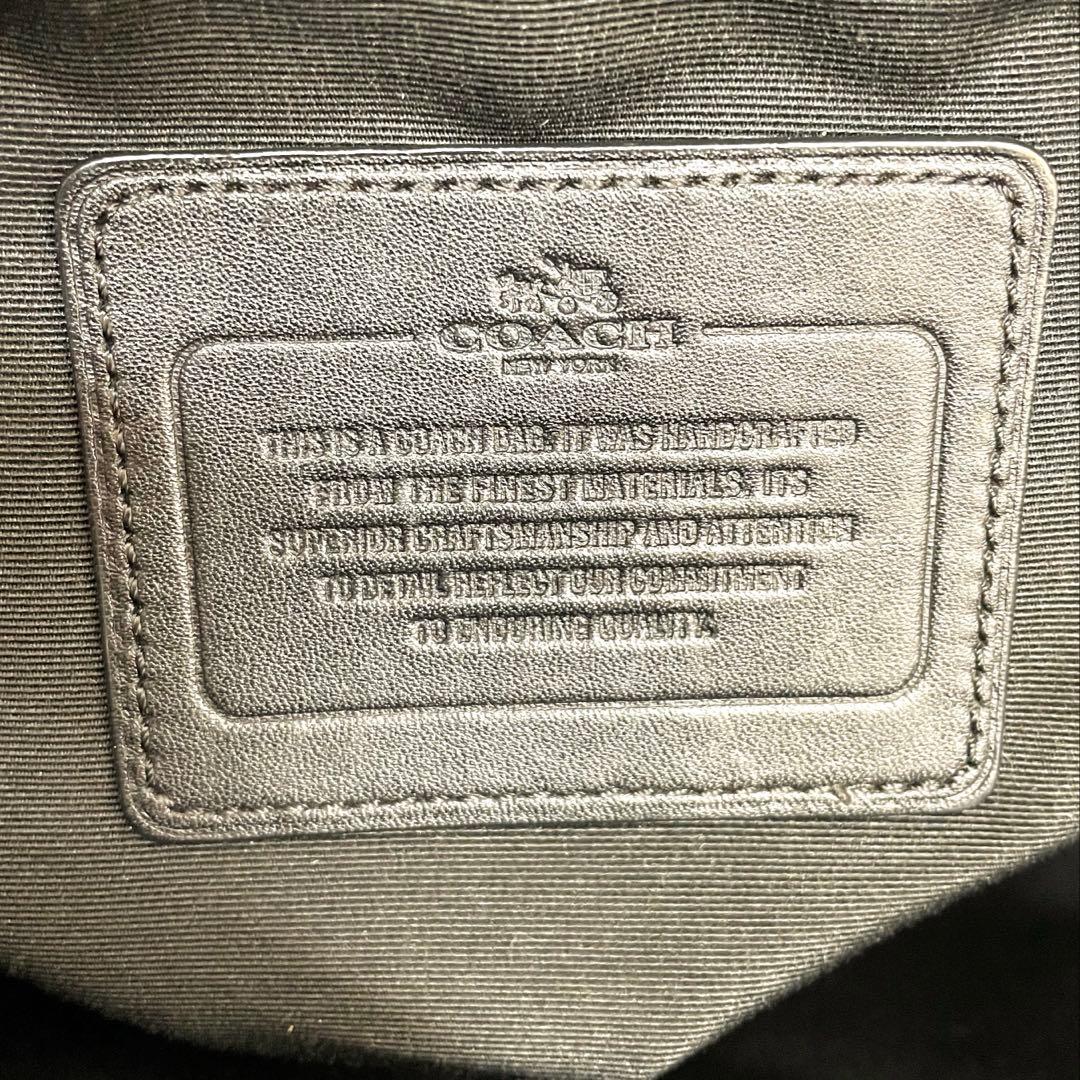 COACH
NEW YORK
THIS IS A COACH BAG. IT WAS HANDCRAFTED
FROM THE FINEST MATERIALS. ITS
SUPERIOR CRAFTSMANSHIP AND ATTENTION
TO DETAIL REFLECT OUR COMMITMENT
TO ENDURING QUALITY.